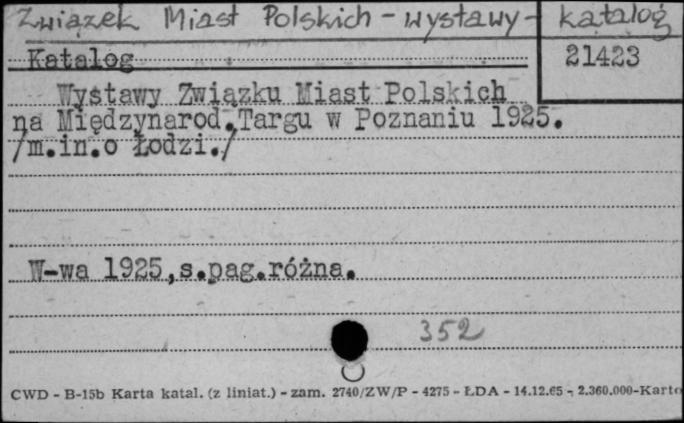 Związek Miast Polskich - wystawy - katalog
Katalog 21423
Wystawy Związku Miast Polskich
na Międzynarod.Targu w Poznaniu 1925.
/m.in.o Łodzi./
W-wa 1925,s.pag.różna.
352
CWD - B-15b Karta katal. (z liniat.) - zam. 2740/ZW/P - 4275 - ŁDA - 14.12.65 - 2.360.000-Karto